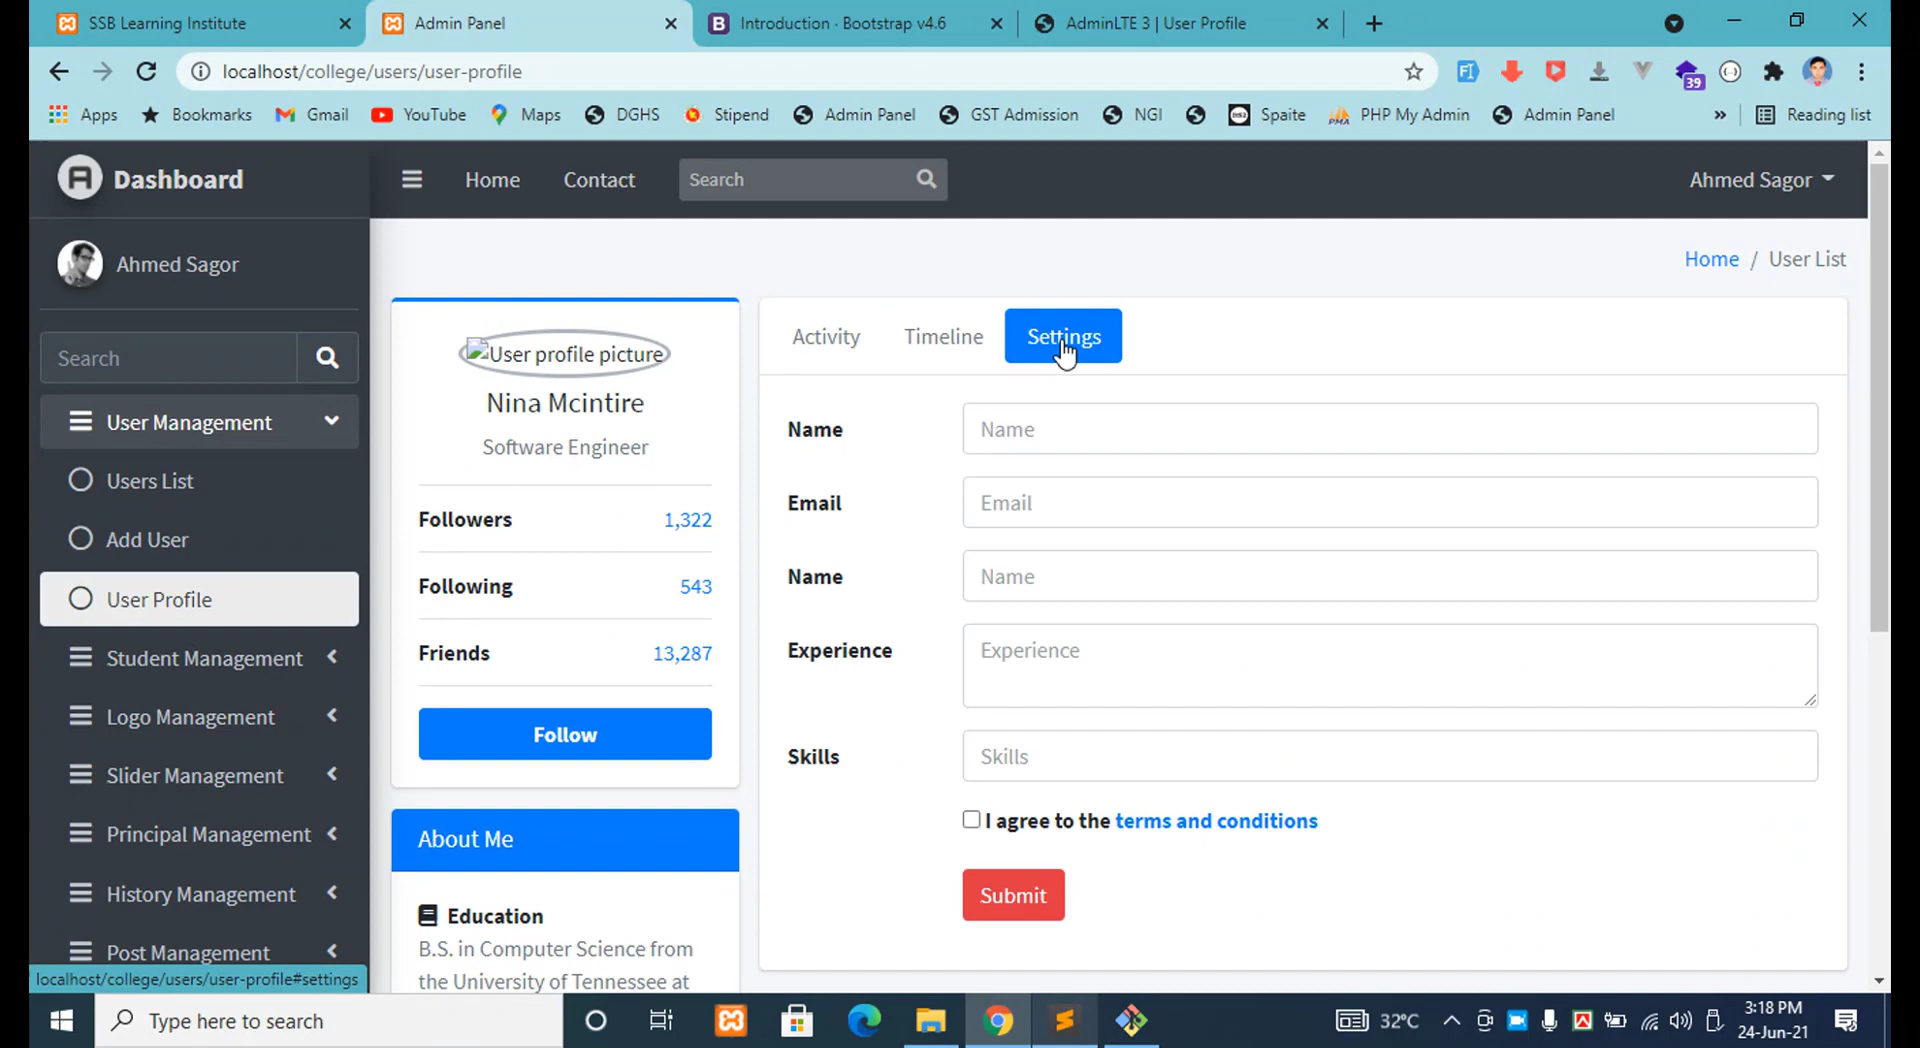 SSB Learning Institute
Admin Panel
Introduction · Bootstrap v4.6
AdminLTE 3 | User Profile
localhost/college/users/user-profile
39
Apps
Bookmarks
Gmail
YouTube
Maps
DGHS
Stipend
Admin Panel
GST Admission
NGI
Spaite
PHP My Admin
Admin Panel
»
Reading list
Dashboard
Home
Contact
Search
Ahmed Sagor
Ahmed Sagor
Home / User List
Search
User Management
Users List
Add User
User Profile
Student Management
Logo Management
Slider Management
Principal Management
History Management
Post Management
localhost/college/users/user-profile#settings
User profile picture
Nina Mcintire
Software Engineer
Followers 1,322
Following 543
Friends 13,287
Follow
About Me
Education
B.S. in Computer Science from
the University of Tennessee at
Activity
Timeline
Settings
Name Name
Email Email
Name Name
Experience Experience
Skills Skills
I agree to the terms and conditions
Submit
Type here to search
32°C
3:18 PM
24-Jun-21